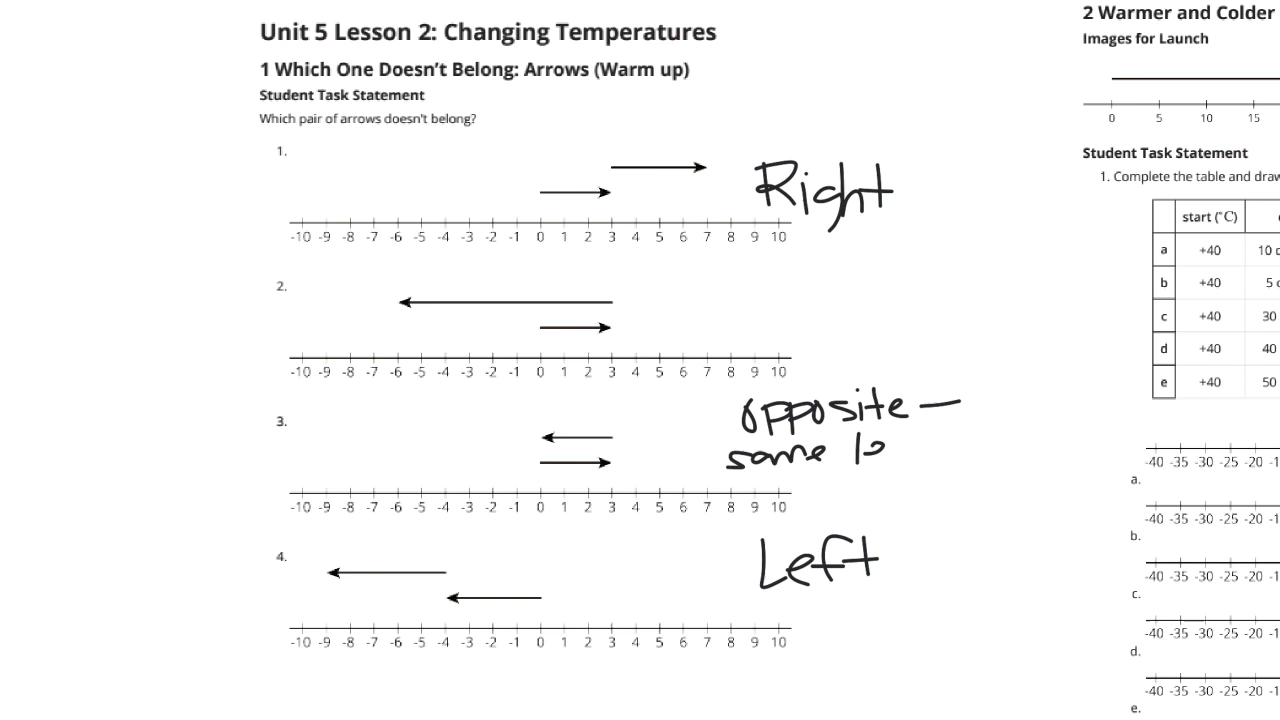 Unit 5 Lesson 2: Changing Temperatures
1 Which One Doesn't Belong: Arrows (Warm up)
Student Task Statement
Which pair of arrows doesn't belong?
1.
Right
-10 -9 -8 -7 -6 -5 -4 -3 -2 -1 0 1 2 3 4 5 6 7 8 9 10
2.
-10 -9 -8 -7 -6 -5 -4 -3 -2 -1 0 1 2 3 4 5 6 7 8 9 10
3.
opposite —
same
-10 -9 -8 -7 -6 -5 -4 -3 -2 -1 0 1 2 3 4 5 6 7 8 9 10
4.
Left
-10 -9 -8 -7 -6 -5 -4 -3 -2 -1 0 1 2 3 4 5 6 7 8 9 10
2 Warmer and Colder
Images for Launch
0 5 10 15
Student Task Statement
1. Complete the table and draw
start (°C)
a +40 10
b +40 5
c +40 30
d +40 40
e +40 50
-40 -35 -30 -25 -20
a.
-40 -35 -30 -25 -20
b.
-40 -35 -30 -25 -20
c.
-40 -35 -30 -25 -20
d.
-40 -35 -30 -25 -20
e.